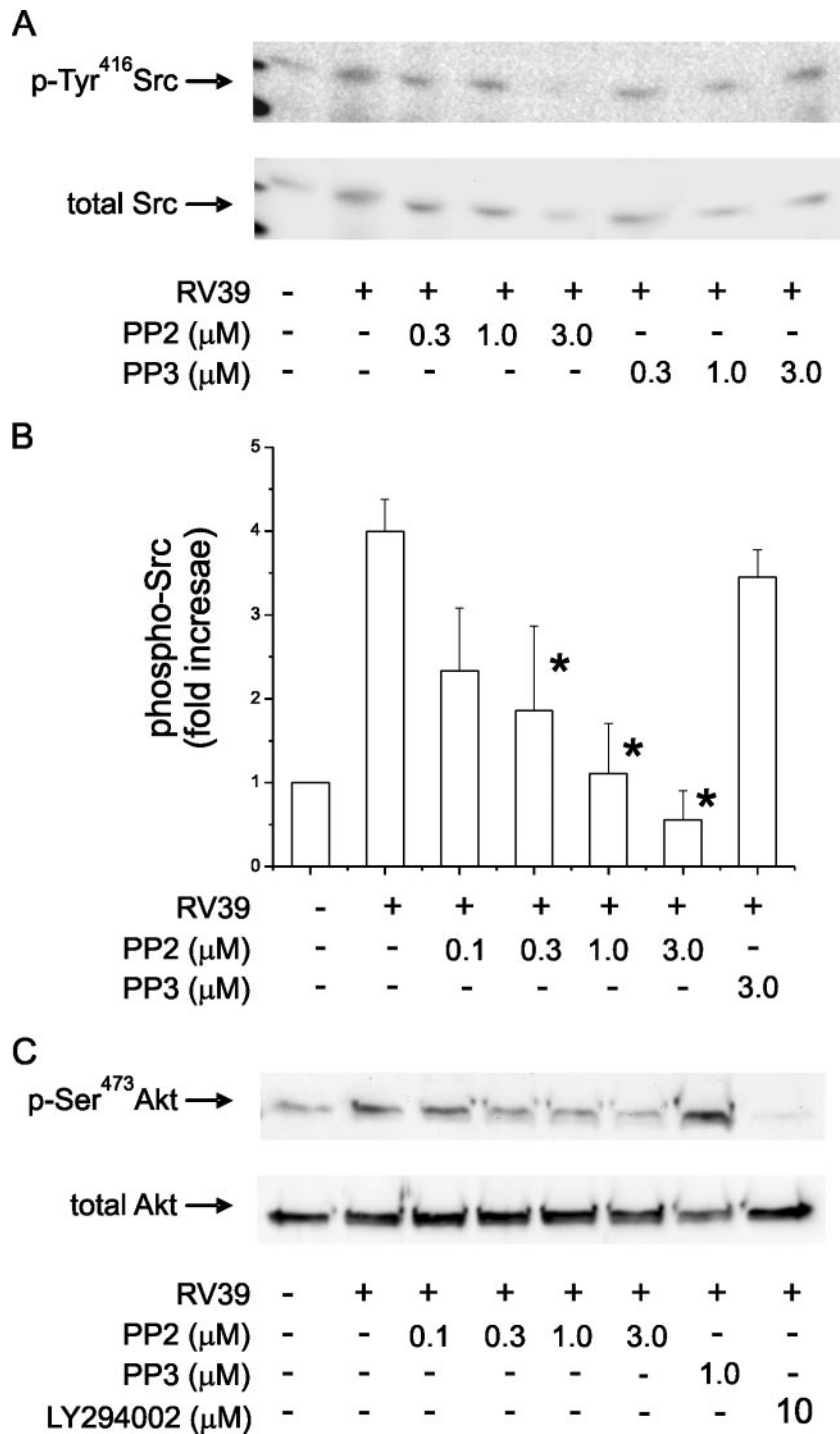 A
p-Tyr416Src
total Src
RV39 - + + + + + + +
PP2 (μM) - - 0.3 1.0 3.0 - - -
PP3 (μM) - - - - - 0.3 1.0 3.0
B
5
4
3
2
1
0
phospho-Src
(fold incresae)
* * *
RV39 - + + + + + +
PP2 (μM) - - 0.1 0.3 1.0 3.0 -
PP3 (μM) - - - - - - 3.0
C
p-Ser473Akt
total Akt
RV39 - + + + + + + +
PP2 (μM) - - 0.1 0.3 1.0 3.0 - -
PP3 (μM) - - - - - - 1.0 -
LY294002 (μM) - - - - - - - 10